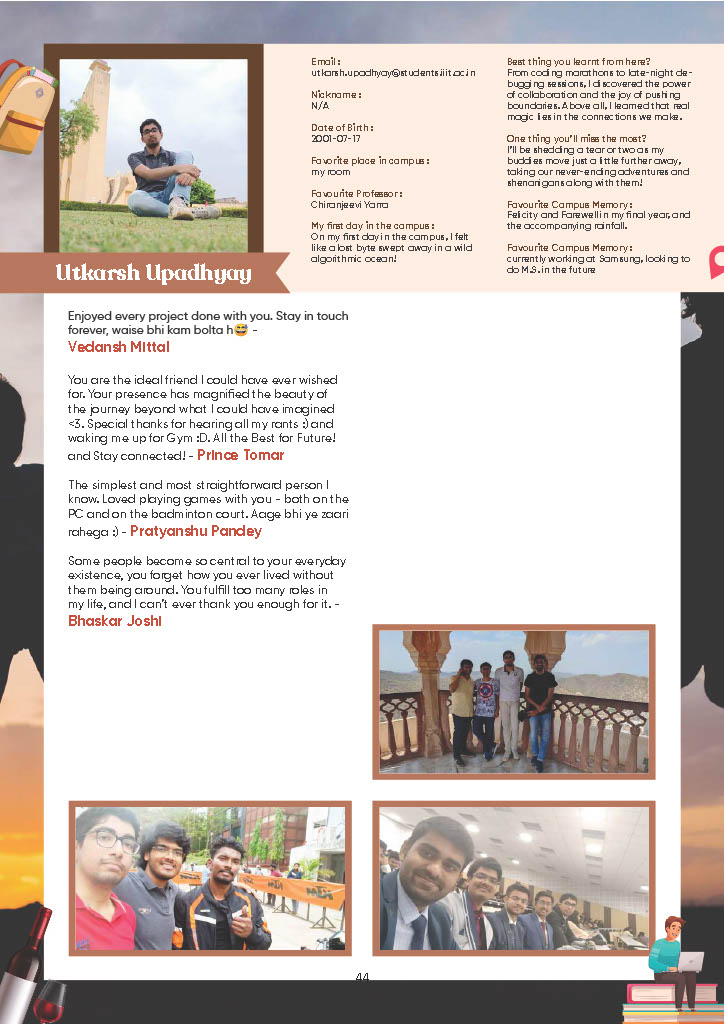 Utkarsh Upadhyay
Email :
utkarsh.upadhyay@students.iiit.ac.in
Nickname :
N/A
Date of Birth :
2001-07-17
Favorite place in campus :
my room
Favourite Professor :
Chiranjeevi Yarra
My first day in the campus :
On my first day in the campus, I felt
like a lost byte swept away in a wild
algorithmic ocean!
Best thing you learnt from here?
From coding marathons to late-night de-
bugging sessions, I discovered the power
of collaboration and the joy of pushing
boundaries. Above all, I learned that real
magic lies in the connections we make.
One thing you'll miss the most?
I'll be shedding a tear or two as my
buddies move just a little further away,
taking our never-ending adventures and
shenanigans along with them!
Favourite Campus Memory :
Felicity and Farewell in my final year, and
the accompanying rainfall.
Favourite Campus Memory :
currently working at Samsung, looking to
do M.S. in the future
Enjoyed every project done with you. Stay in touch
forever, waise bhi kam bolta h😅 -
Vedansh Mittal
You are the ideal friend I could have ever wished
for. Your presence has magnified the beauty of
the journey beyond what I could have imagined
<3. Special thanks for hearing all my rants :) and
waking me up for Gym :D. All the Best for Future!
and Stay connected! - Prince Tomar
The simplest and most straightforward person I
know. Loved playing games with you - both on the
PC and on the badminton court. Aage bhi ye zaari
rahega :) - Pratyanshu Pandey
Some people become so central to your everyday
existence, you forget how you ever lived without
them being around. You fulfill too many roles in
my life, and I can't ever thank you enough for it. -
Bhaskar Joshi
KTM
44